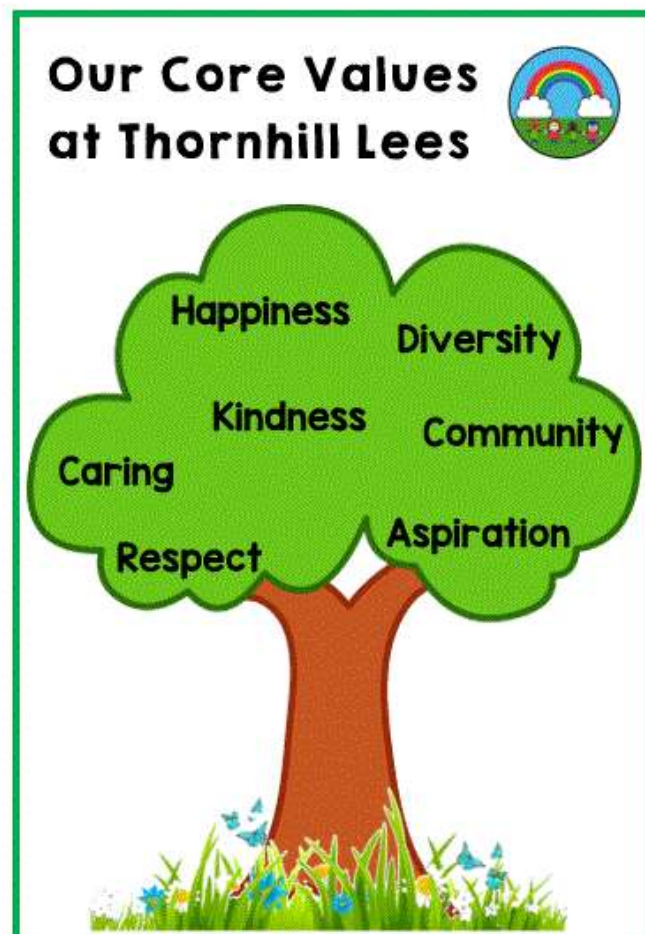 Our Core Values
at Thornhill Lees
Happiness
Diversity
Kindness
Community
Caring
Aspiration
Respect